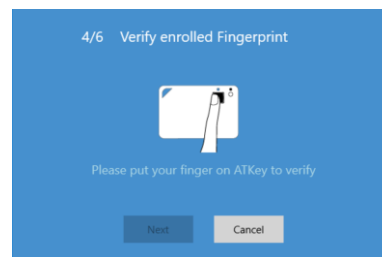 4/6 Verify enrolled Fingerprint
Please put your finger on ATKey to verify
Next
Cancel